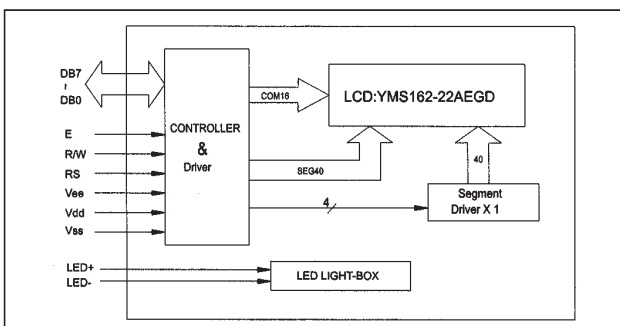 DB7
~
DB0
E
R/W
RS
Vee
Vdd
Vss
LED+
LED-
CONTROLLER
&
Driver
COM16
SEG40
4
LCD:YMS162-22AEGD
40
Segment
Driver X 1
LED LIGHT-BOX